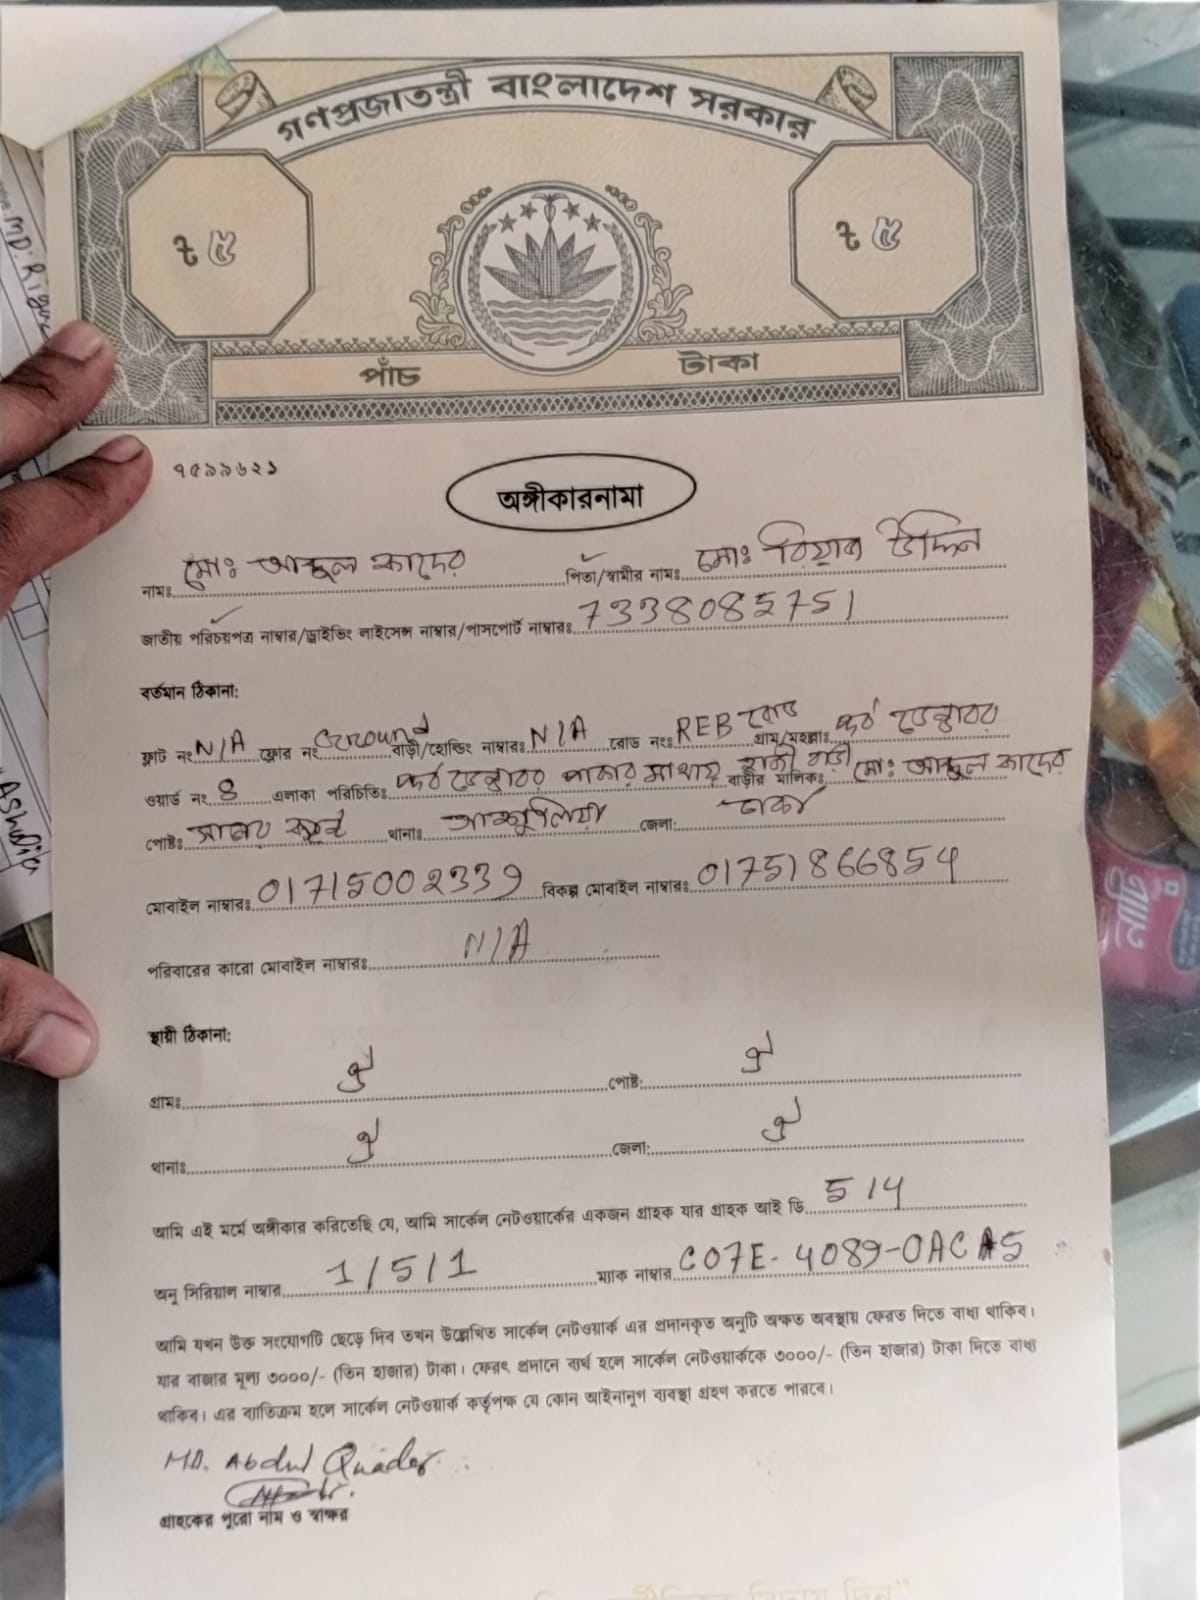 গণপ্রজাতন্ত্রী বাংলাদেশ সরকার
৳ ৫ ৳ ৫
পাঁচ টাকা
৭৫৯৯৬২১
অঙ্গীকারনামা
নামঃ মোঃ আব্দুল কাদের পিতা/স্বামীর নামঃ মোঃ রিয়াজ উদ্দিন
জাতীয় পরিচয়পত্র নাম্বার/ড্রাইভিং লাইসেন্স নাম্বার/পাসপোর্ট নাম্বারঃ 7338085751
বর্তমান ঠিকানা:
ফ্লাট নং N/A ফ্লোর নং Ground বাড়ী/হোল্ডিং নাম্বারঃ N/A রোড নংঃ REB রোড গ্রাম/মহল্লাঃ
ওয়ার্ড নং 8 এলাকা পরিচিতিঃ মাথায় হাজী বাড়ী বাড়ীর মালিকঃ মোঃ আব্দুল কাদের
পোষ্টঃ থানাঃ আশুলিয়া জেলা: ঢাকা
মোবাইল নাম্বারঃ 01715002339 বিকল্প মোবাইল নাম্বারঃ 01751866854
পরিবারের কারো মোবাইল নাম্বারঃ N/A
স্থায়ী ঠিকানা:
গ্রামঃ ঐ পোষ্ট: ঐ
থানাঃ ঐ জেলা: ঐ
আমি এই মর্মে অঙ্গীকার করিতেছি যে, আমি সার্কেল নেটওয়ার্কের একজন গ্রাহক যার গ্রাহক আই ডি 514
অনু সিরিয়াল নাম্বার 1/5/1 ম্যাক নাম্বার C07E-4089-0ACA5
আমি যখন উক্ত সংযোগটি ছেড়ে দিব তখন উল্লেখিত সার্কেল নেটওয়ার্ক এর প্রদানকৃত অনুটি অক্ষত অবস্থায় ফেরত দিতে বাধ্য থাকিব।
যার বাজার মূল্য ৩০০০/- (তিন হাজার) টাকা। ফেরৎ প্রদানে ব্যর্থ হলে সার্কেল নেটওয়ার্ককে ৩০০০/- (তিন হাজার) টাকা দিতে বাধ্য
থাকিব। এর ব্যতিক্রম হলে সার্কেল নেটওয়ার্ক কর্তৃপক্ষ যে কোন আইনানুগ ব্যবস্থা গ্রহণ করতে পারবে।
MD. Abdul Quader
গ্রাহকের পুরো নাম ও স্বাক্ষর